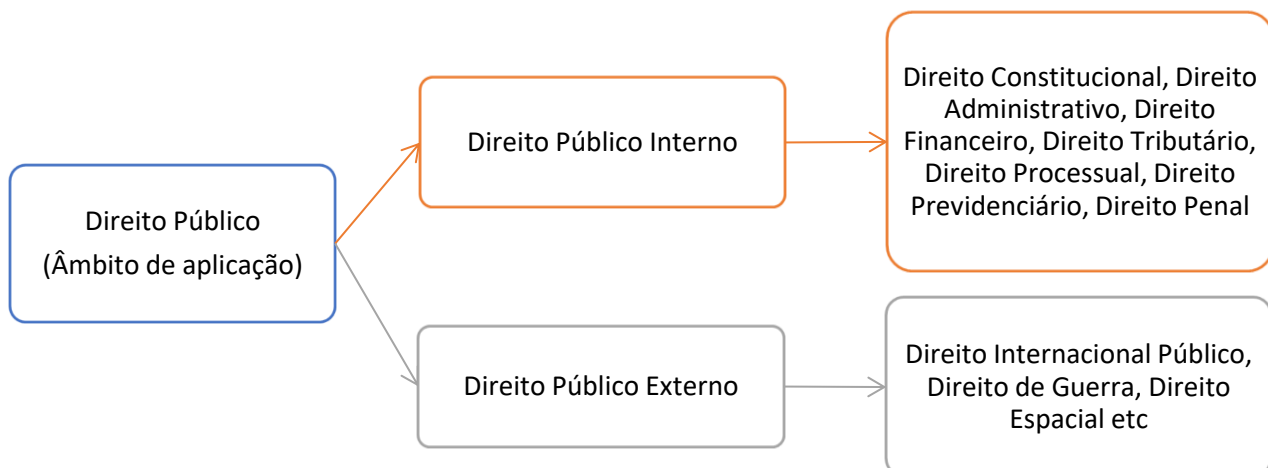 Direito Público
(Âmbito de aplicação)
Direito Público Interno
Direito Constitucional, Direito
Administrativo, Direito
Financeiro, Direito Tributário,
Direito Processual, Direito
Previdenciário, Direito Penal
Direito Público Externo
Direito Internacional Público,
Direito de Guerra, Direito
Espacial etc